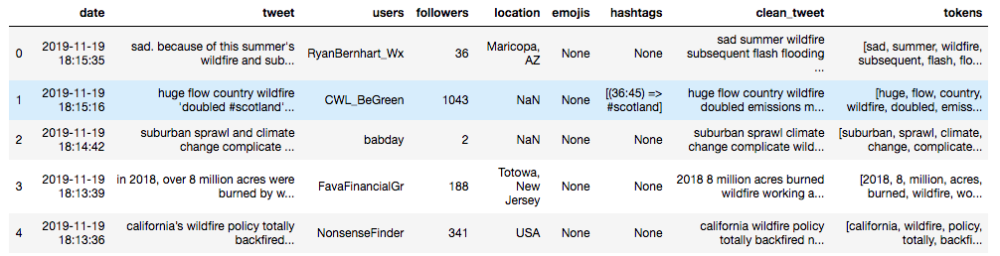 date tweet users followers location emojis hashtags clean_tweet tokens
0 2019-11-19 18:15:35 sad. because of this summer's wildfire and sub... RyanBernhart_Wx 36 Maricopa, AZ None None sad summer wildfire subsequent flash flooding ... [sad, summer, wildfire, subsequent, flash, flo...
1 2019-11-19 18:15:16 huge flow country wildfire 'doubled #scotland'... CWL_BeGreen 1043 NaN None [(36:45) => #scotland] huge flow country wildfire doubled emissions m... [huge, flow, country, wildfire, doubled, emiss...
2 2019-11-19 18:14:42 suburban sprawl and climate change complicate ... babday 2 NaN None None suburban sprawl climate change complicate wild... [suburban, sprawl, climate, change, complicate...
3 2019-11-19 18:13:39 in 2018, over 8 million acres were burned by w... FavaFinancialGr 188 Totowa, New Jersey None None 2018 8 million acres burned wildfire working a... [2018, 8, million, acres, burned, wildfire, wo...
4 2019-11-19 18:13:36 california's wildfire policy totally backfired... NonsenseFinder 341 USA None None california wildfire policy totally backfired n... [california, wildfire, policy, totally, backfi...